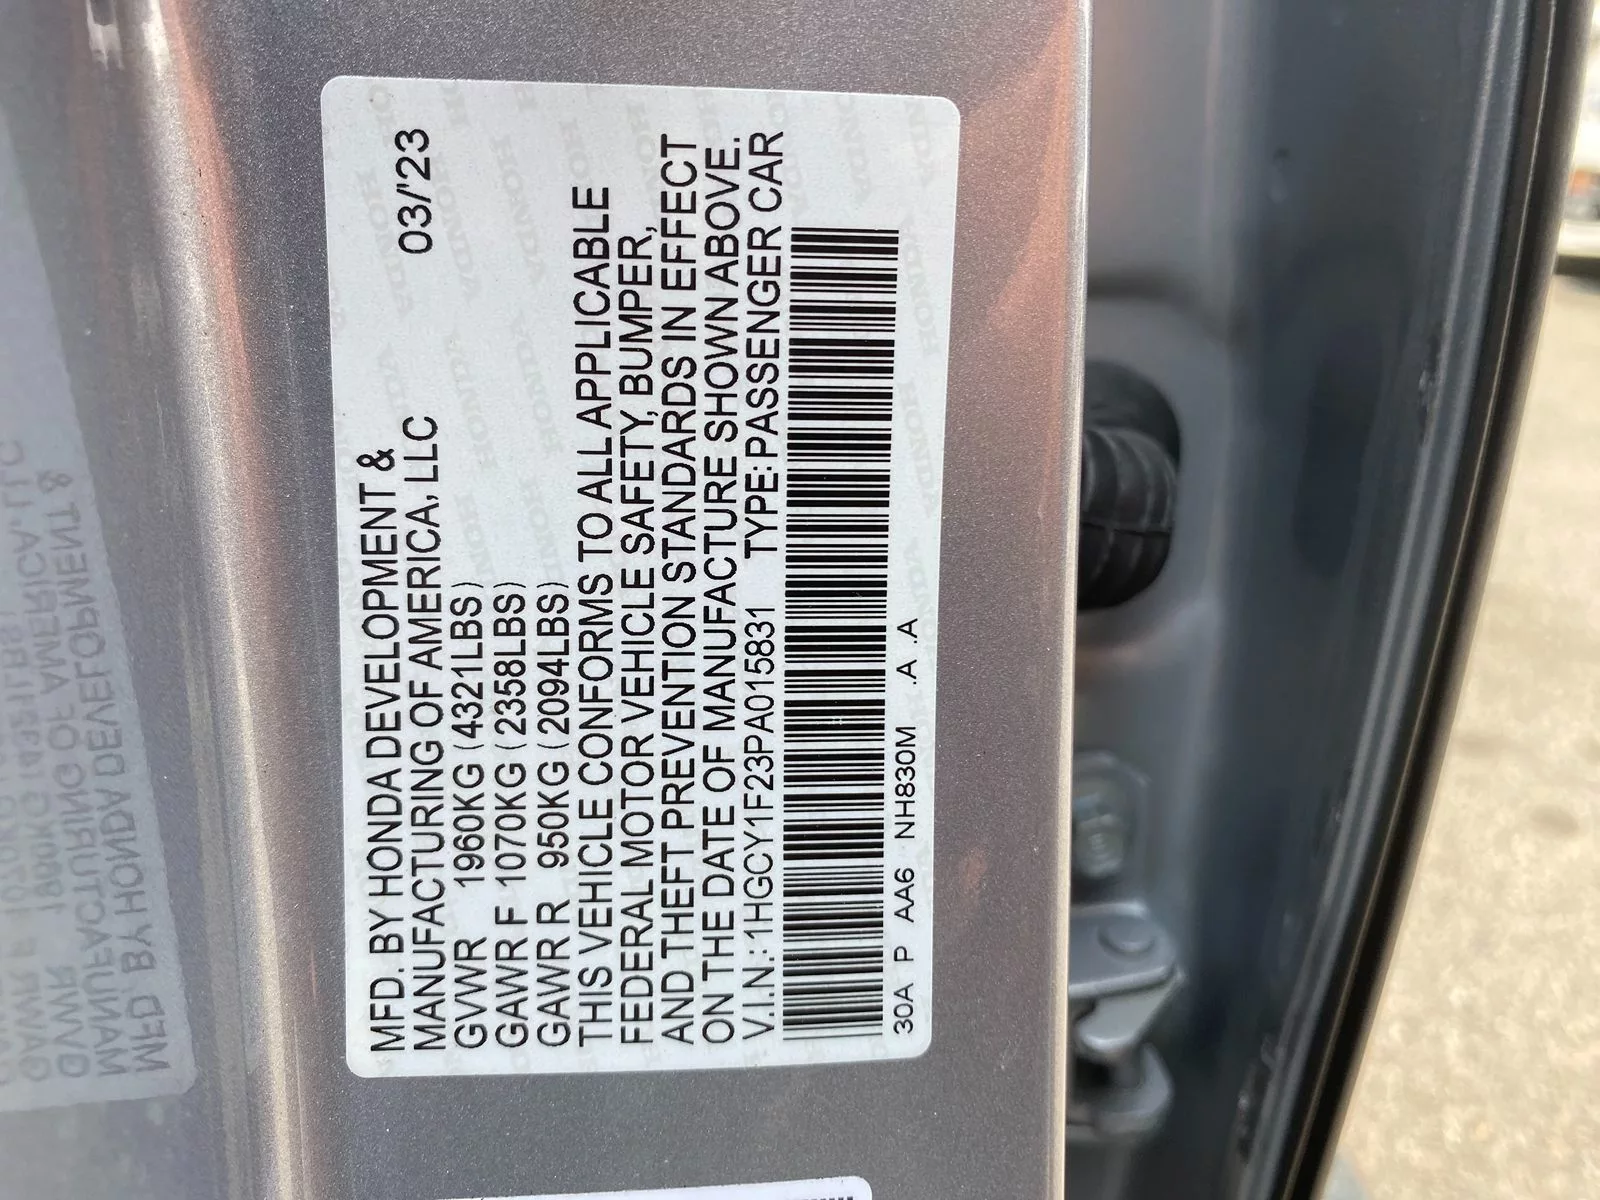 MFD. BY HONDA DEVELOPMENT &
MANUFACTURING OF AMERICA, LLC 03/'23
GVWR 1960KG (4321LBS)
GAWR F 1070KG (2358LBS)
GAWR R 950KG (2094LBS)
THIS VEHICLE CONFORMS TO ALL APPLICABLE
FEDERAL MOTOR VEHICLE SAFETY, BUMPER,
AND THEFT PREVENTION STANDARDS IN EFFECT
ON THE DATE OF MANUFACTURE SHOWN ABOVE.
V.I.N.: 1HGCY1F23PA015831 TYPE: PASSENGER CAR
30A P AA6 NH830M .A .A